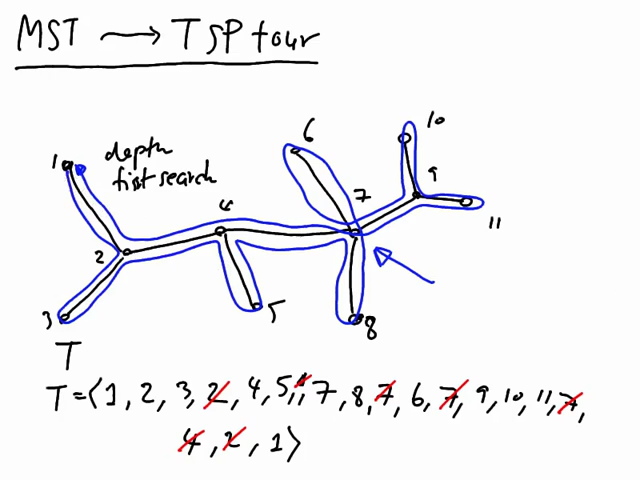 MST → TSP tour
6
10
1 depth
first search
7
9
4
11
2
3
5
8
T
T = ⟨1, 2, 3, 2, 4, 5, 4, 7, 8, 7, 6, 7, 9, 10, 11, 7,
4, 2, 1⟩